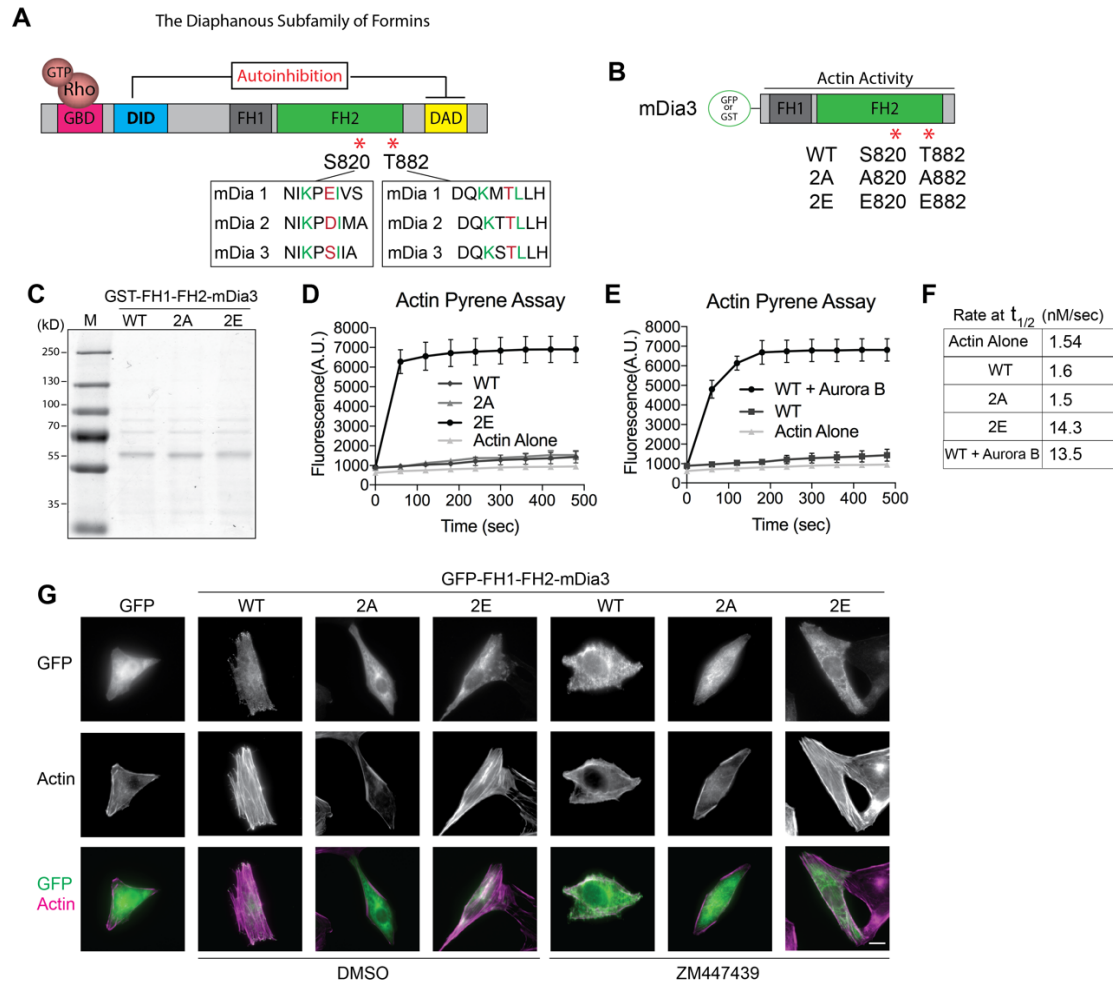 A
The Diaphanous Subfamily of Formins
GTP
Rho
Autoinhibition
GBD
DID
FH1
FH2
DAD
* *
S820 T882
mDia 1 NIKPEIVS
mDia 2 NIKPDIMA
mDia 3 NIKPSIIA
mDia 1 DQKMTLLH
mDia 2 DQKTTLLH
mDia 3 DQKSTLLH
B
Actin Activity
mDia3
GFP
or
GST
FH1
FH2
* *
WT S820 T882
2A A820 A882
2E E820 E882
C
GST-FH1-FH2-mDia3
(kD) M WT 2A 2E
250
130
100
70
55
35
D
Actin Pyrene Assay
Fluorescence(A.U.)
8000
7000
6000
5000
4000
3000
2000
1000
0
WT
2A
2E
Actin Alone
0 100 200 300 400 500
Time (sec)
E
Actin Pyrene Assay
Fluorescence(A.U.)
8000
7000
6000
5000
4000
3000
2000
1000
0
WT + Aurora B
WT
Actin Alone
0 100 200 300 400 500
Time (sec)
F
Rate at t1/2 (nM/sec)
Actin Alone 1.54
WT 1.6
2A 1.5
2E 14.3
WT + Aurora B 13.5
G
GFP-FH1-FH2-mDia3
GFP WT 2A 2E WT 2A 2E
GFP
Actin
GFP
Actin
DMSO
ZM447439